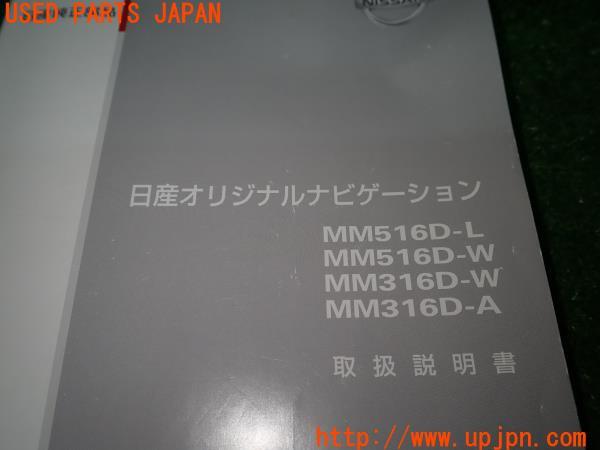 USED PARTS JAPAN
NISSAN
日産オリジナルナビゲーション
MM516D-L
MM516D-W
MM316D-W
MM316D-A
取扱説明書
http://www.upjpn.com